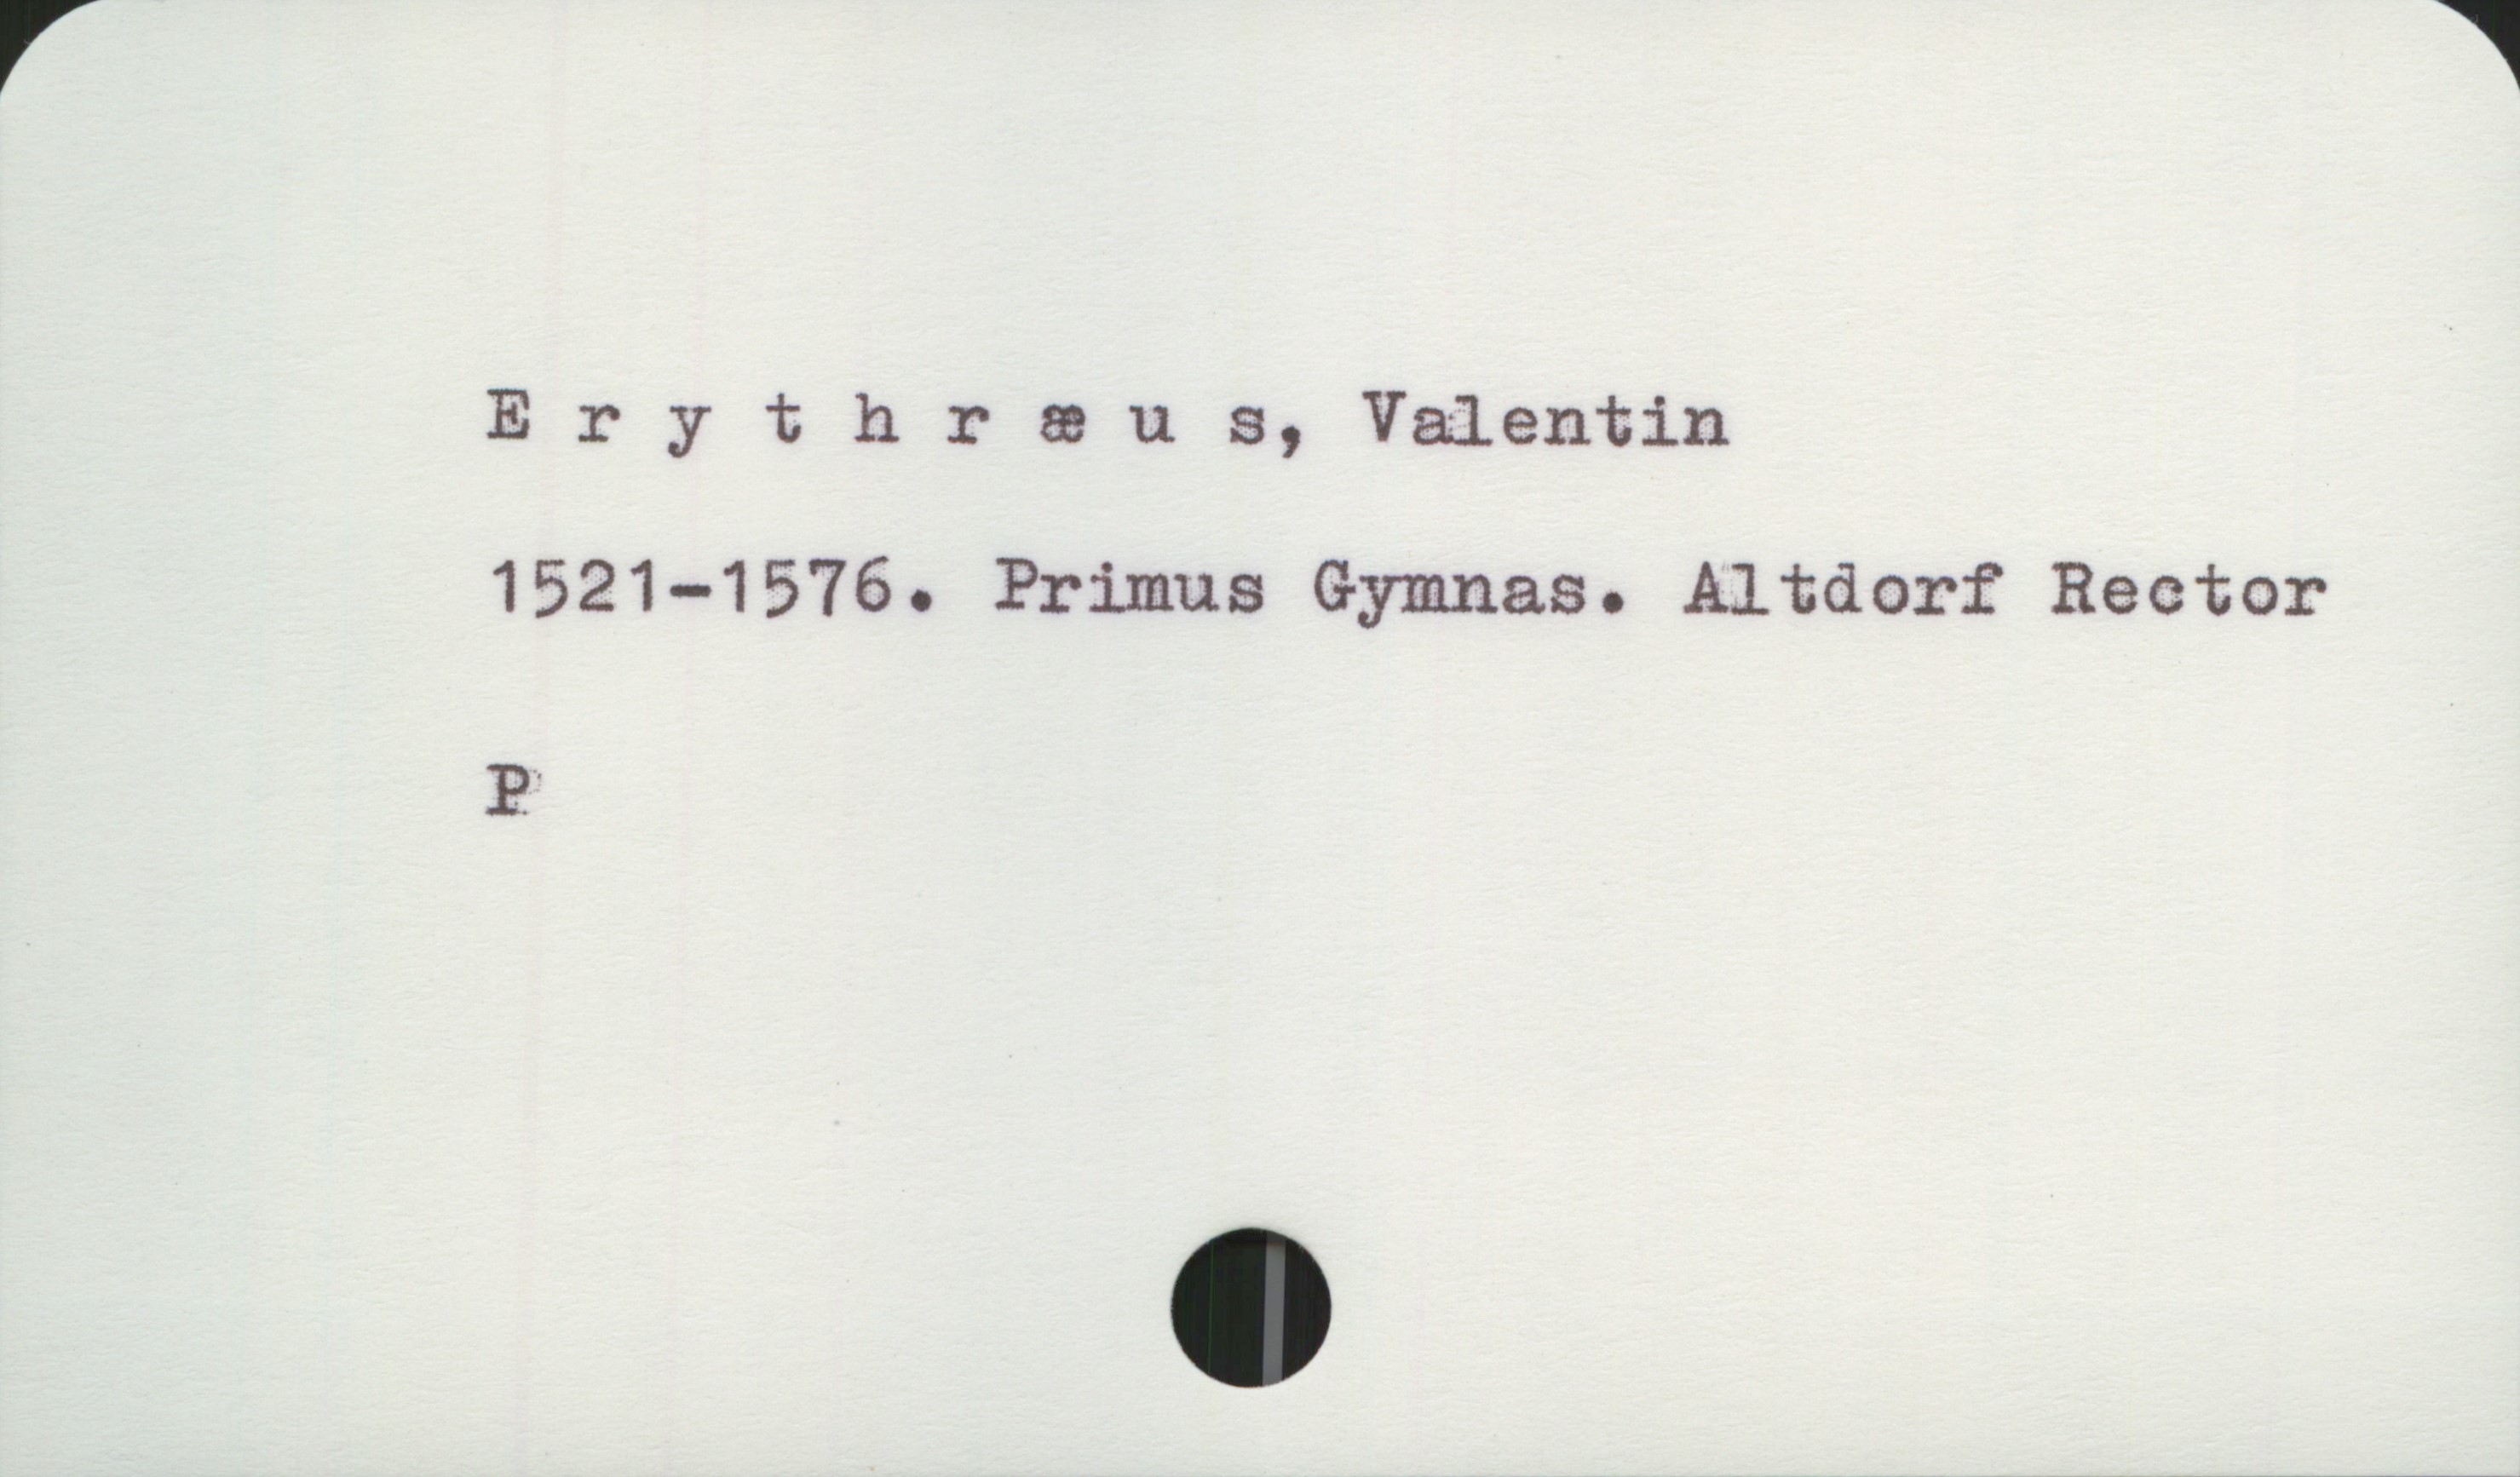 E r y t h r æ u s, Valentin
1521-1576. Primus Gymnas. Altdorf Rector
P